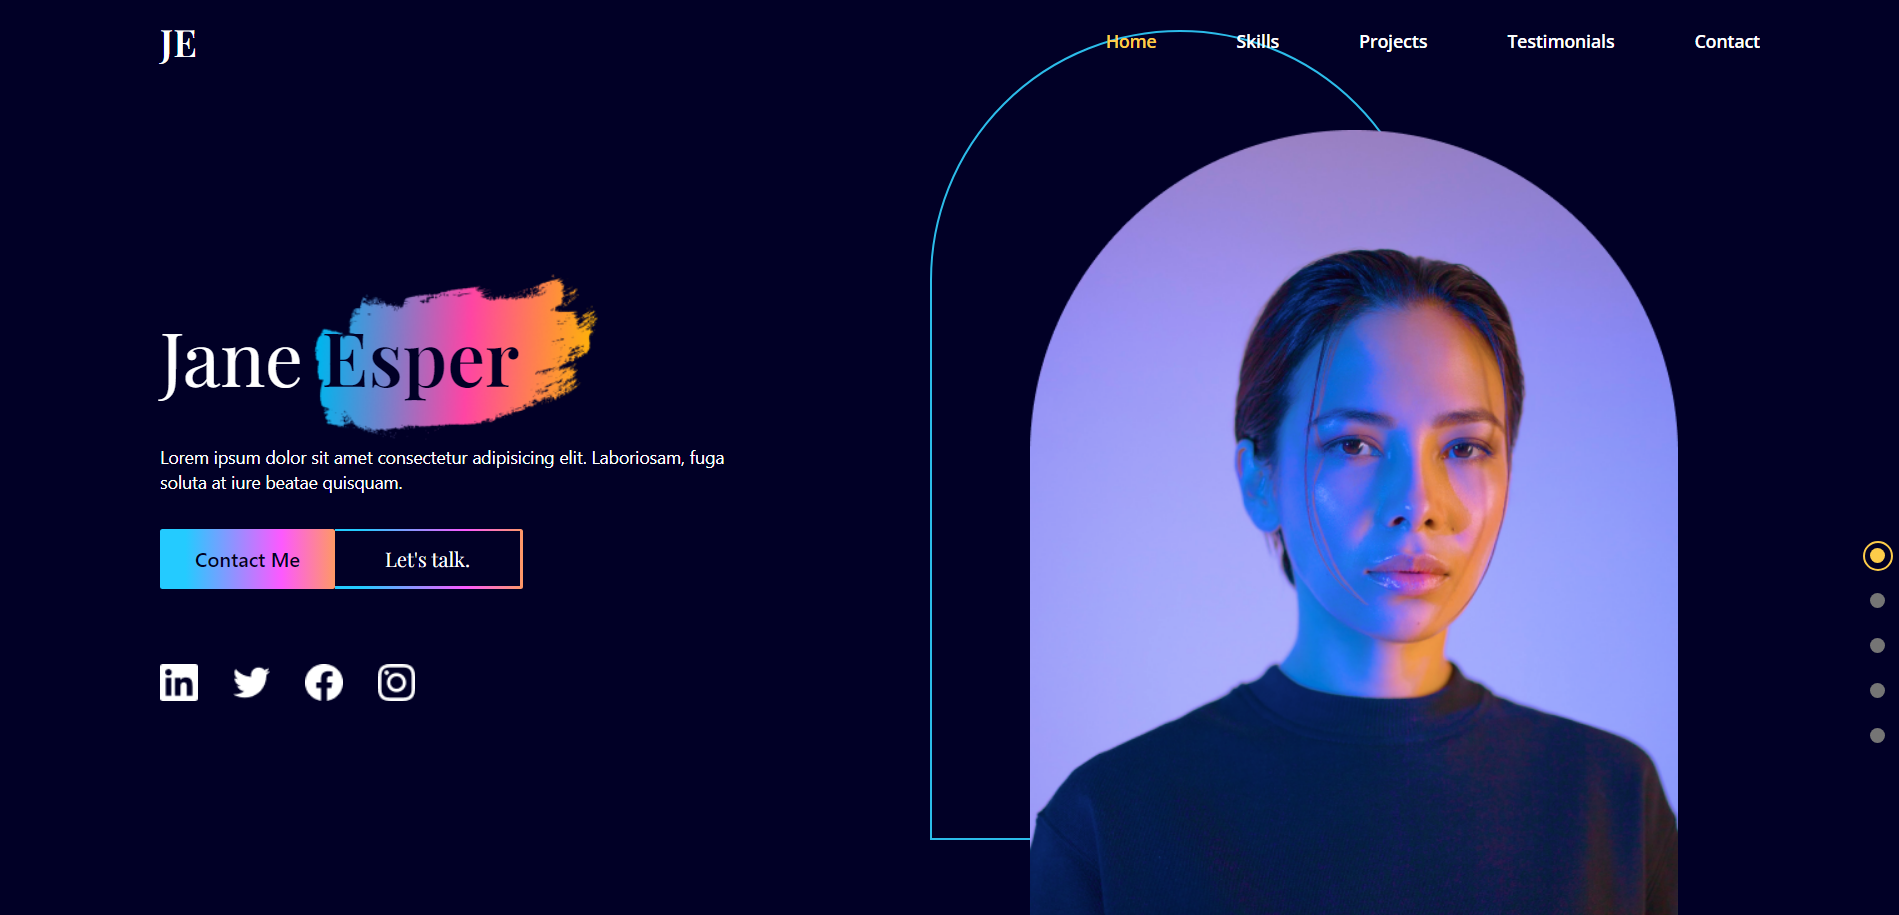 JE
Home Skills Projects Testimonials Contact
Jane Esper
Lorem ipsum dolor sit amet consectetur adipisicing elit. Laboriosam, fuga
soluta at iure beatae quisquam.
Contact Me Let's talk.
in